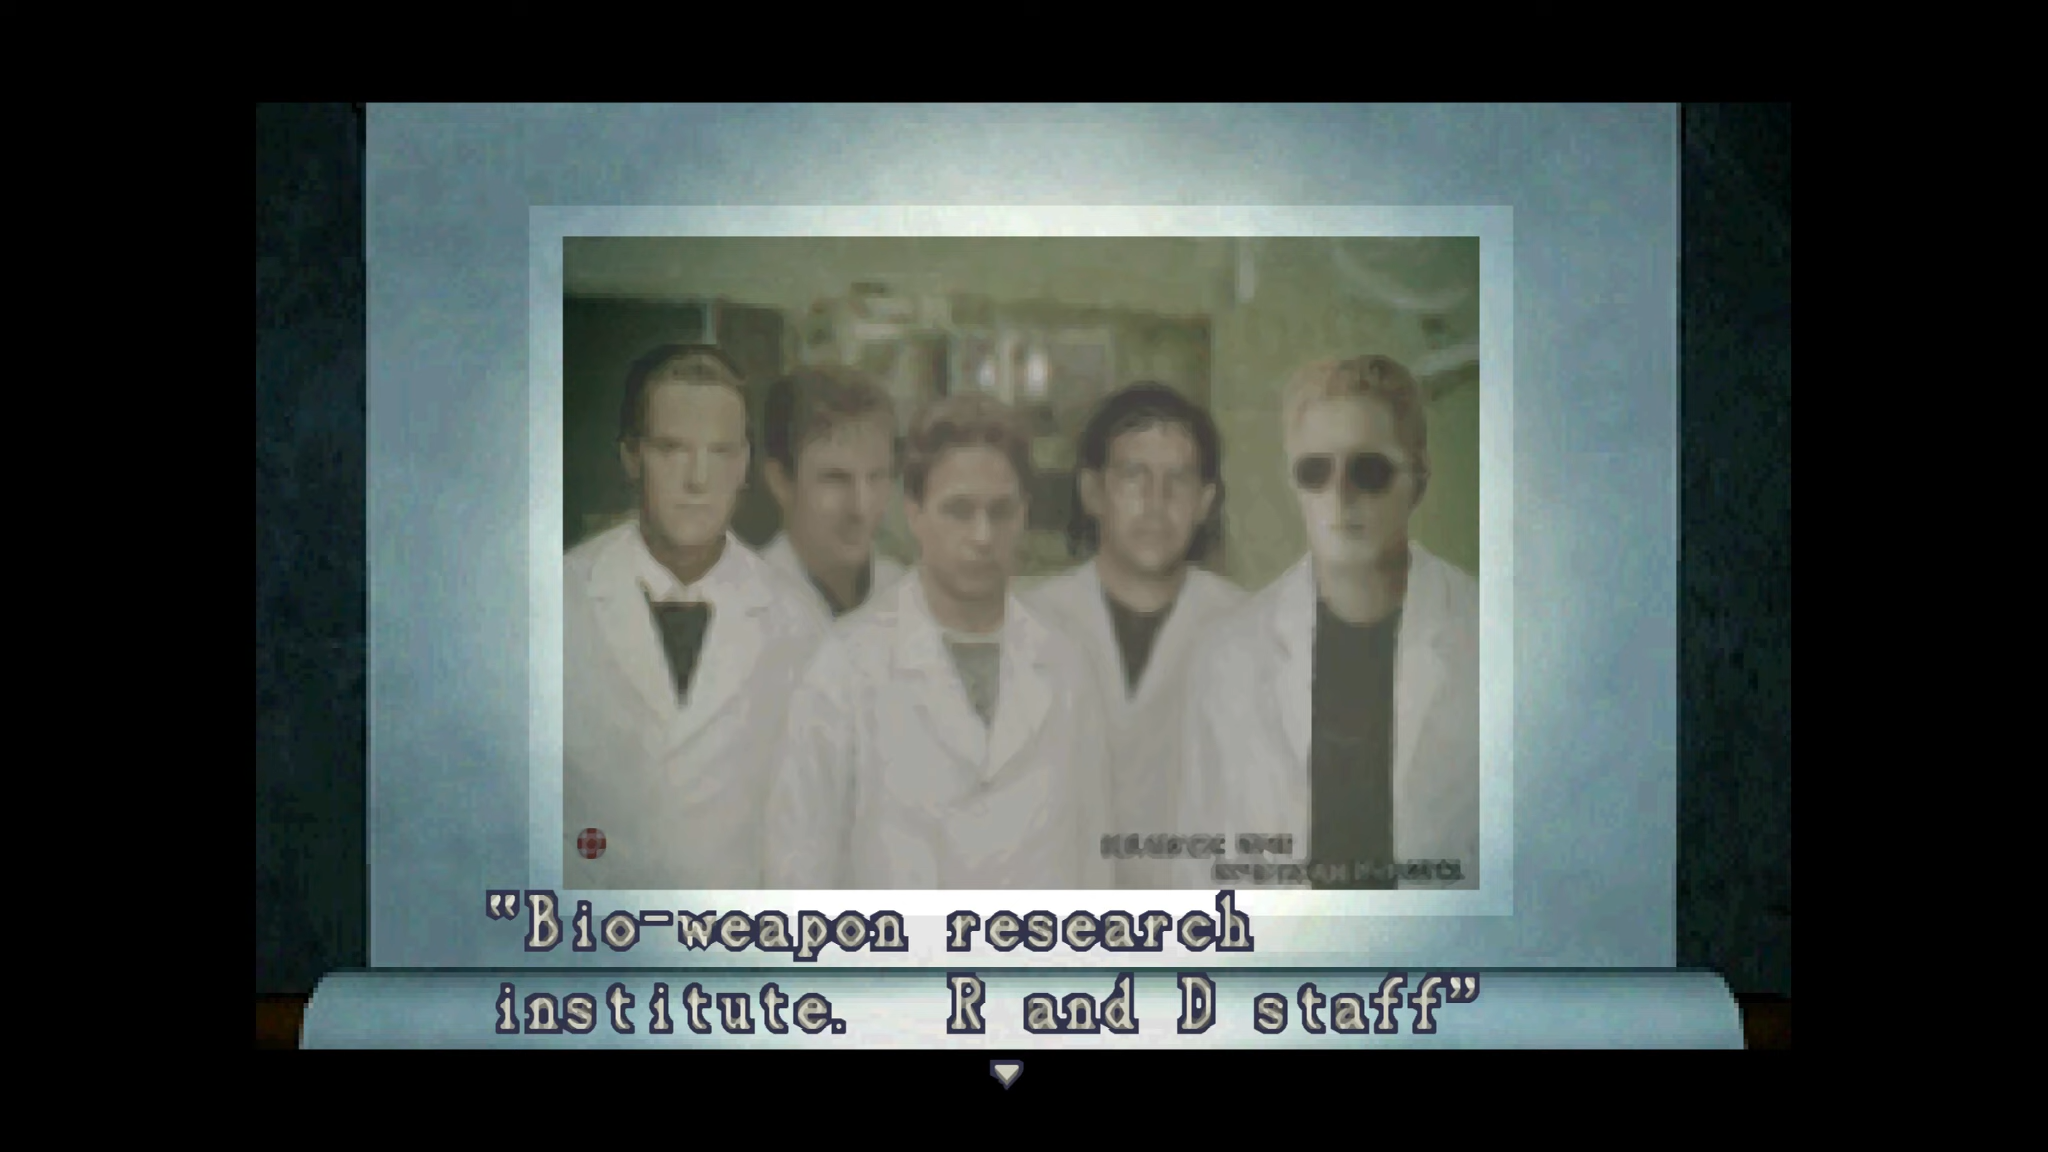 "Bio-weapon research
institute. R and D staff"